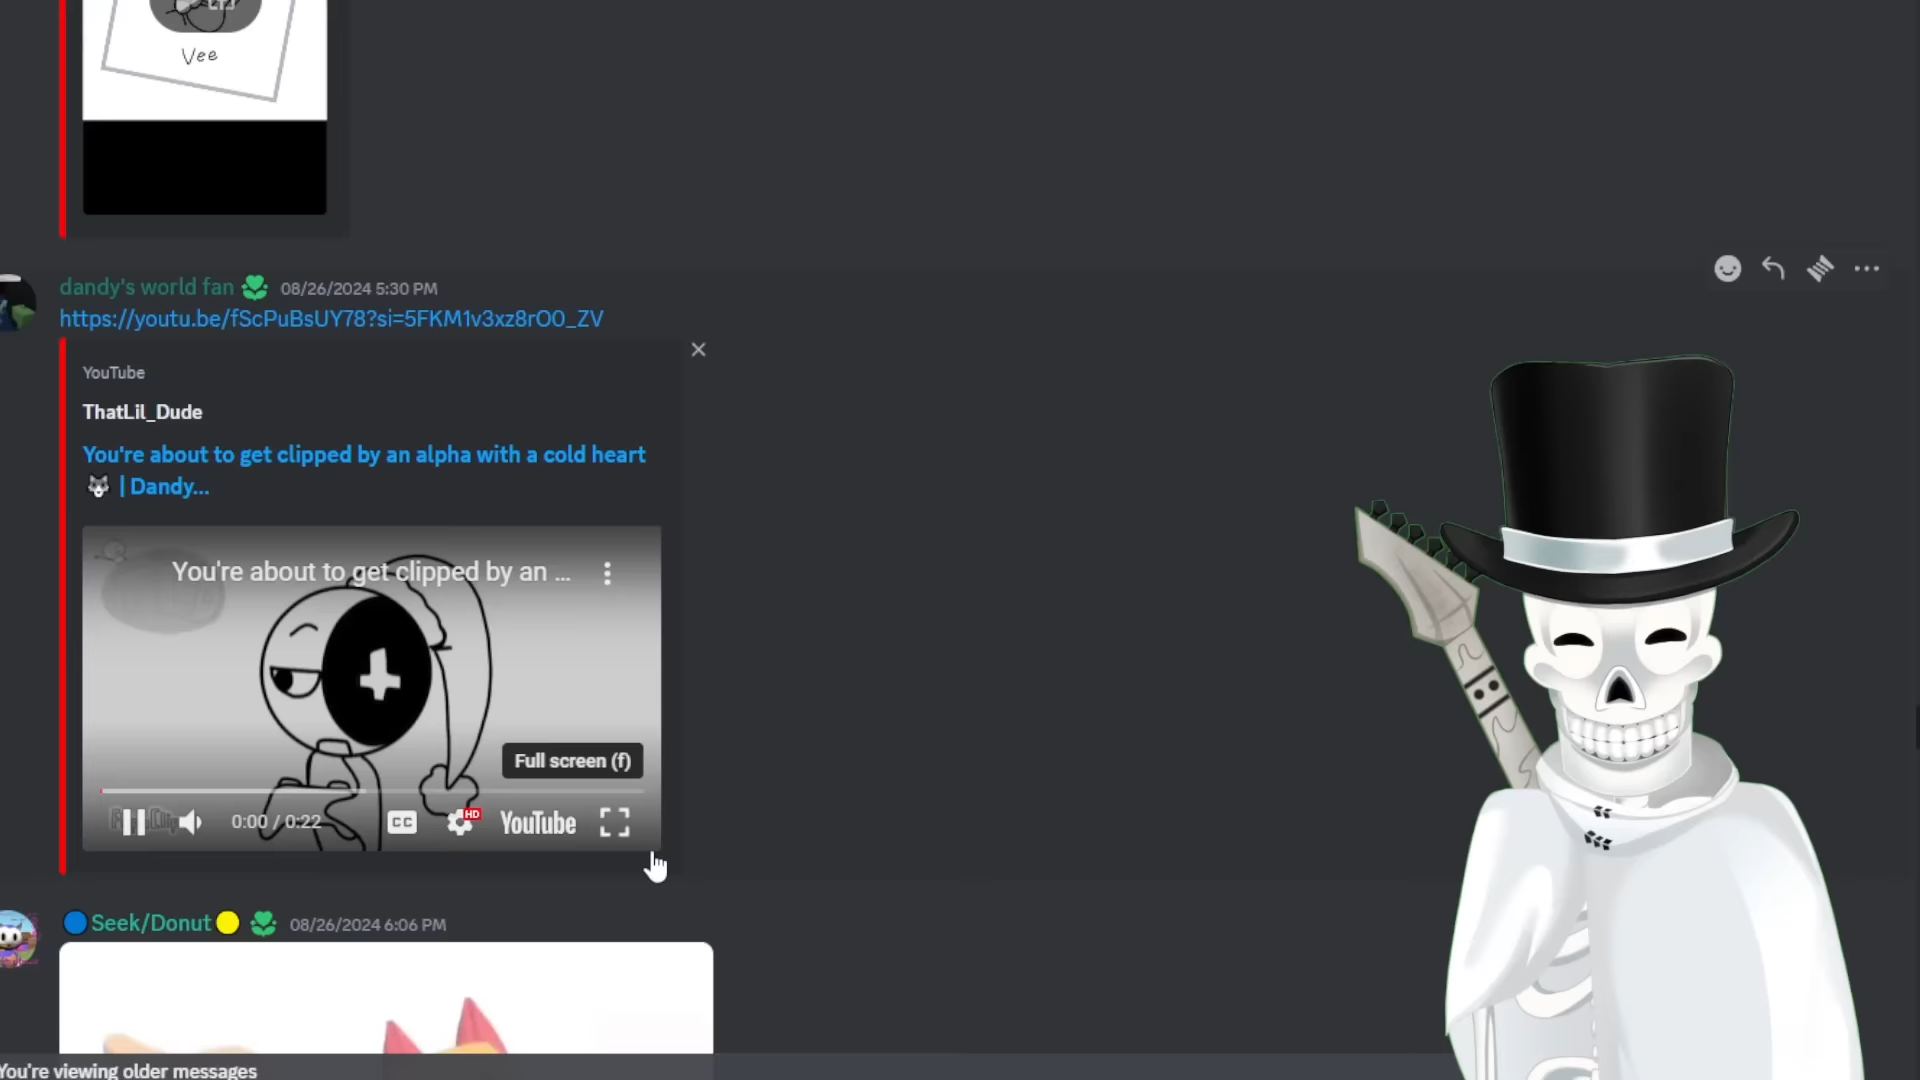 Vee
dandy's world fan 08/26/2024 5:30 PM
https://youtu.be/fScPuBsUY78?si=5FKM1v3xz8rO0_ZV
YouTube
ThatLil_Dude
You're about to get clipped by an alpha with a cold heart
🐺 | Dandy...
You're about to get clipped by an ...
Full screen (f)
0:00 / 0:22 CC HD YouTube
🔵Seek/Donut🟡 08/26/2024 6:06 PM
You're viewing older messages